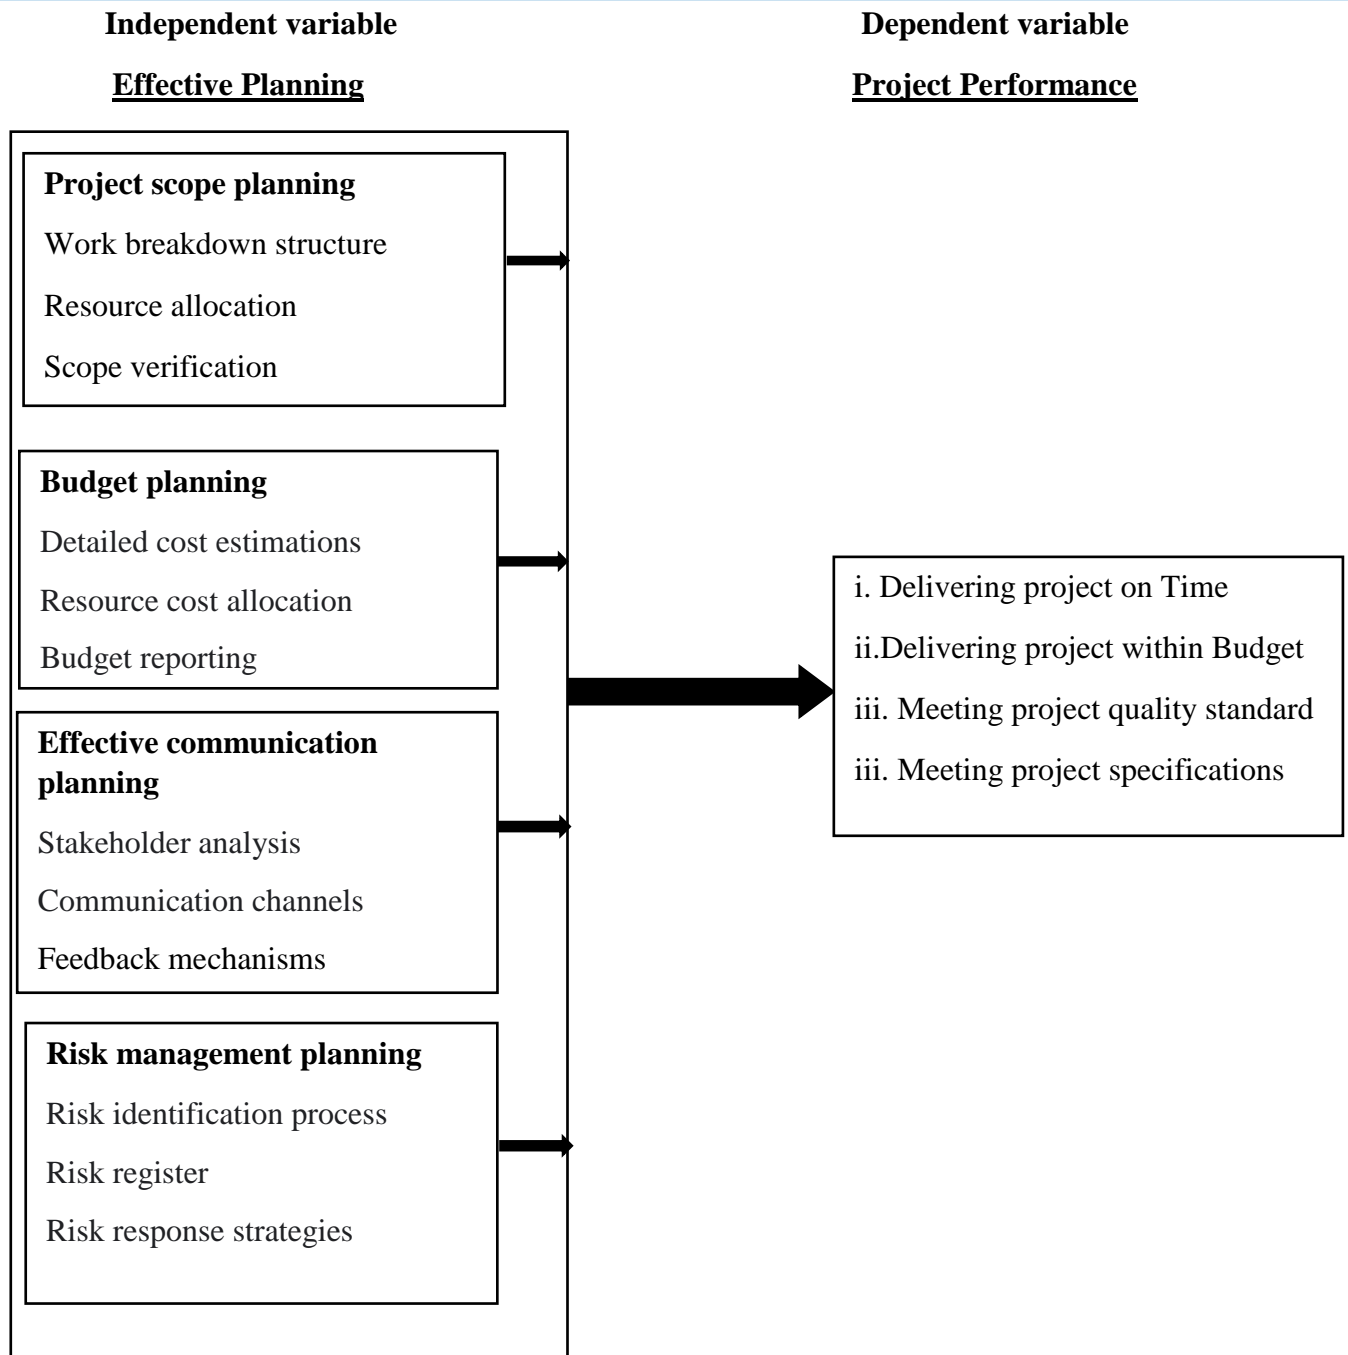 Independent variable
Effective Planning
Dependent variable
Project Performance
Project scope planning
Work breakdown structure
Resource allocation
Scope verification
Budget planning
Detailed cost estimations
Resource cost allocation
Budget reporting
Effective communication
planning
Stakeholder analysis
Communication channels
Feedback mechanisms
Risk management planning
Risk identification process
Risk register
Risk response strategies
i. Delivering project on Time
ii.Delivering project within Budget
iii. Meeting project quality standard
iii. Meeting project specifications